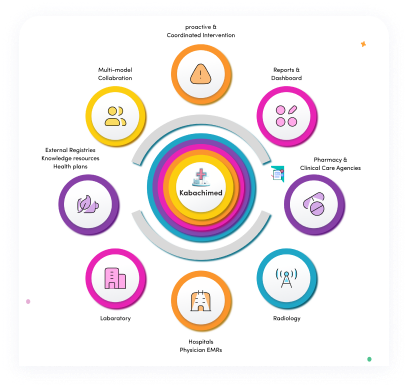 proactive &
Coordinated Intervention
Multi-model
Collabration
Reports &
Dashboard
External Registries
Knowledge resources
Health plans
Pharmacy &
Clinical Care Agencies
Kabachimed
Laboratary
Radiology
Hospitals
Physician EMRs